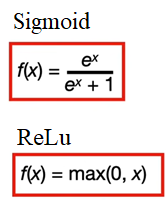 Sigmoid
f(x) = e^x / (e^x + 1)
ReLu
f(x) = max(0, x)